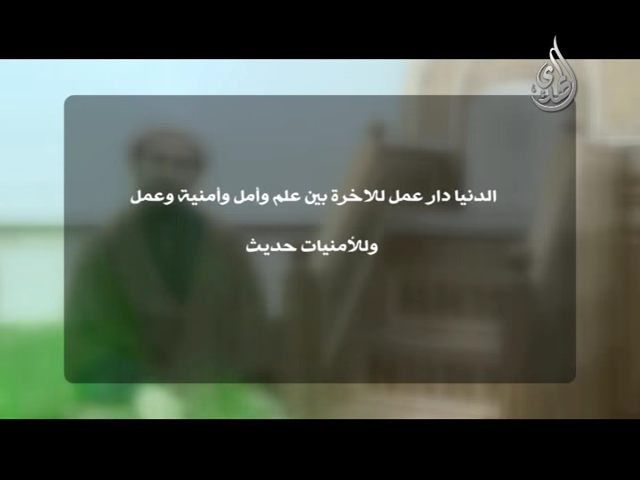 الدنيا دار عمل للاخرة بين علم وأمل وأمنية وعمل
وللأمنيات حديث